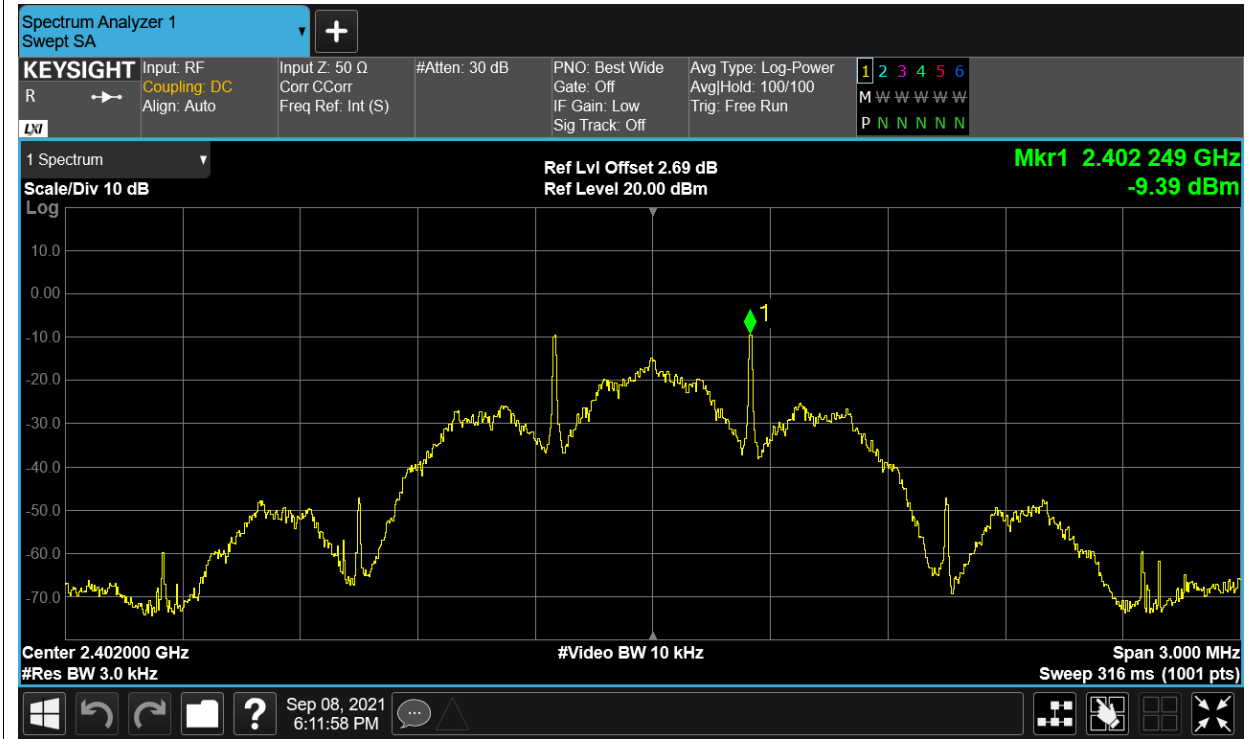 Spectrum Analyzer 1
Swept SA
▼
+
KEYSIGHT
R
LXI
Input: RF
Coupling: DC
Align: Auto
Input Z: 50 Ω
Corr CCorr
Freq Ref: Int (S)
#Atten: 30 dB
PNO: Best Wide
Gate: Off
IF Gain: Low
Sig Track: Off
Avg Type: Log-Power
Avg|Hold: 100/100
Trig: Free Run
1 2 3 4 5 6
M W W W W W W
P N N N N N N
1 Spectrum
▼
Scale/Div 10 dB
Log
Ref Lvl Offset 2.69 dB
Ref Level 20.00 dBm
Mkr1 2.402 249 GHz
-9.39 dBm
10.0
0.00
-10.0
-20.0
-30.0
-40.0
-50.0
-60.0
-70.0
1
Center 2.402000 GHz
#Res BW 3.0 kHz
#Video BW 10 kHz
Span 3.000 MHz
Sweep 316 ms (1001 pts)
?
Sep 08, 2021
6:11:58 PM